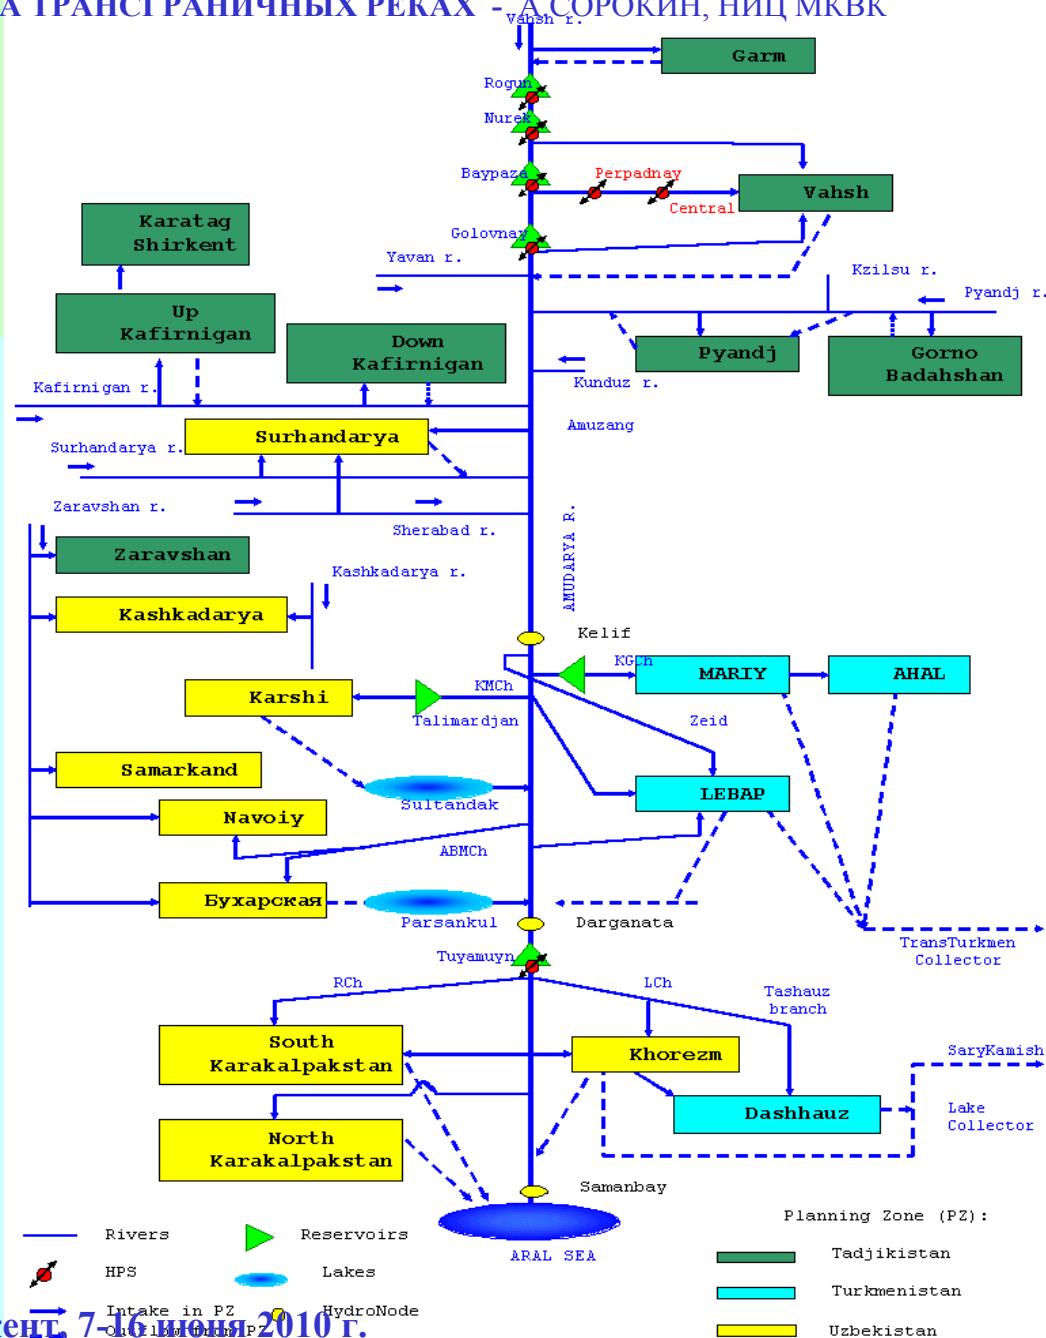 А ТРАНСГРАНИЧНЫХ РЕКАХ - А.СОРОКИН, НИЦ МКВК
Vahsh r.
Garm
Rogun
Nurek
Baypaza
Perpadnay
Central
Vahsh
Golovnay
Karatag
Shirkent
Yavan r.
Kzilsu r.
Pyandj r.
Up
Kafirnigan
Down
Kafirnigan
Pyandj
Gorno
Badahshan
Kafirnigan r.
Kunduz r.
Surhandarya
Amuzang
Surhandarya r.
Zaravshan r.
Sherabad r.
AMUDARYA R.
Zaravshan
Kashkadarya r.
Kashkadarya
Kelif
KGCh
MARIY
AHAL
Karshi
KMCh
Talimardjan
Zeid
Samarkand
Sultandak
LEBAP
Navoiy
ABMCh
Бухарская
Parsankul
Darganata
TransTurkmen
Collector
Tuyamuyn
RCh
LCh
Tashauz
branch
South
Karakalpakstan
Khorezm
SaryKamish
Dashhauz
Lake
Collector
North
Karakalpakstan
Samanbay
ARAL SEA
Planning Zone (PZ):
Rivers
Reservoirs
Tadjikistan
HPS
Lakes
Turkmenistan
Intake in PZ
HydroNode
Outflow from PZ
Uzbekistan
кент, 7-16 июня 2010 г.